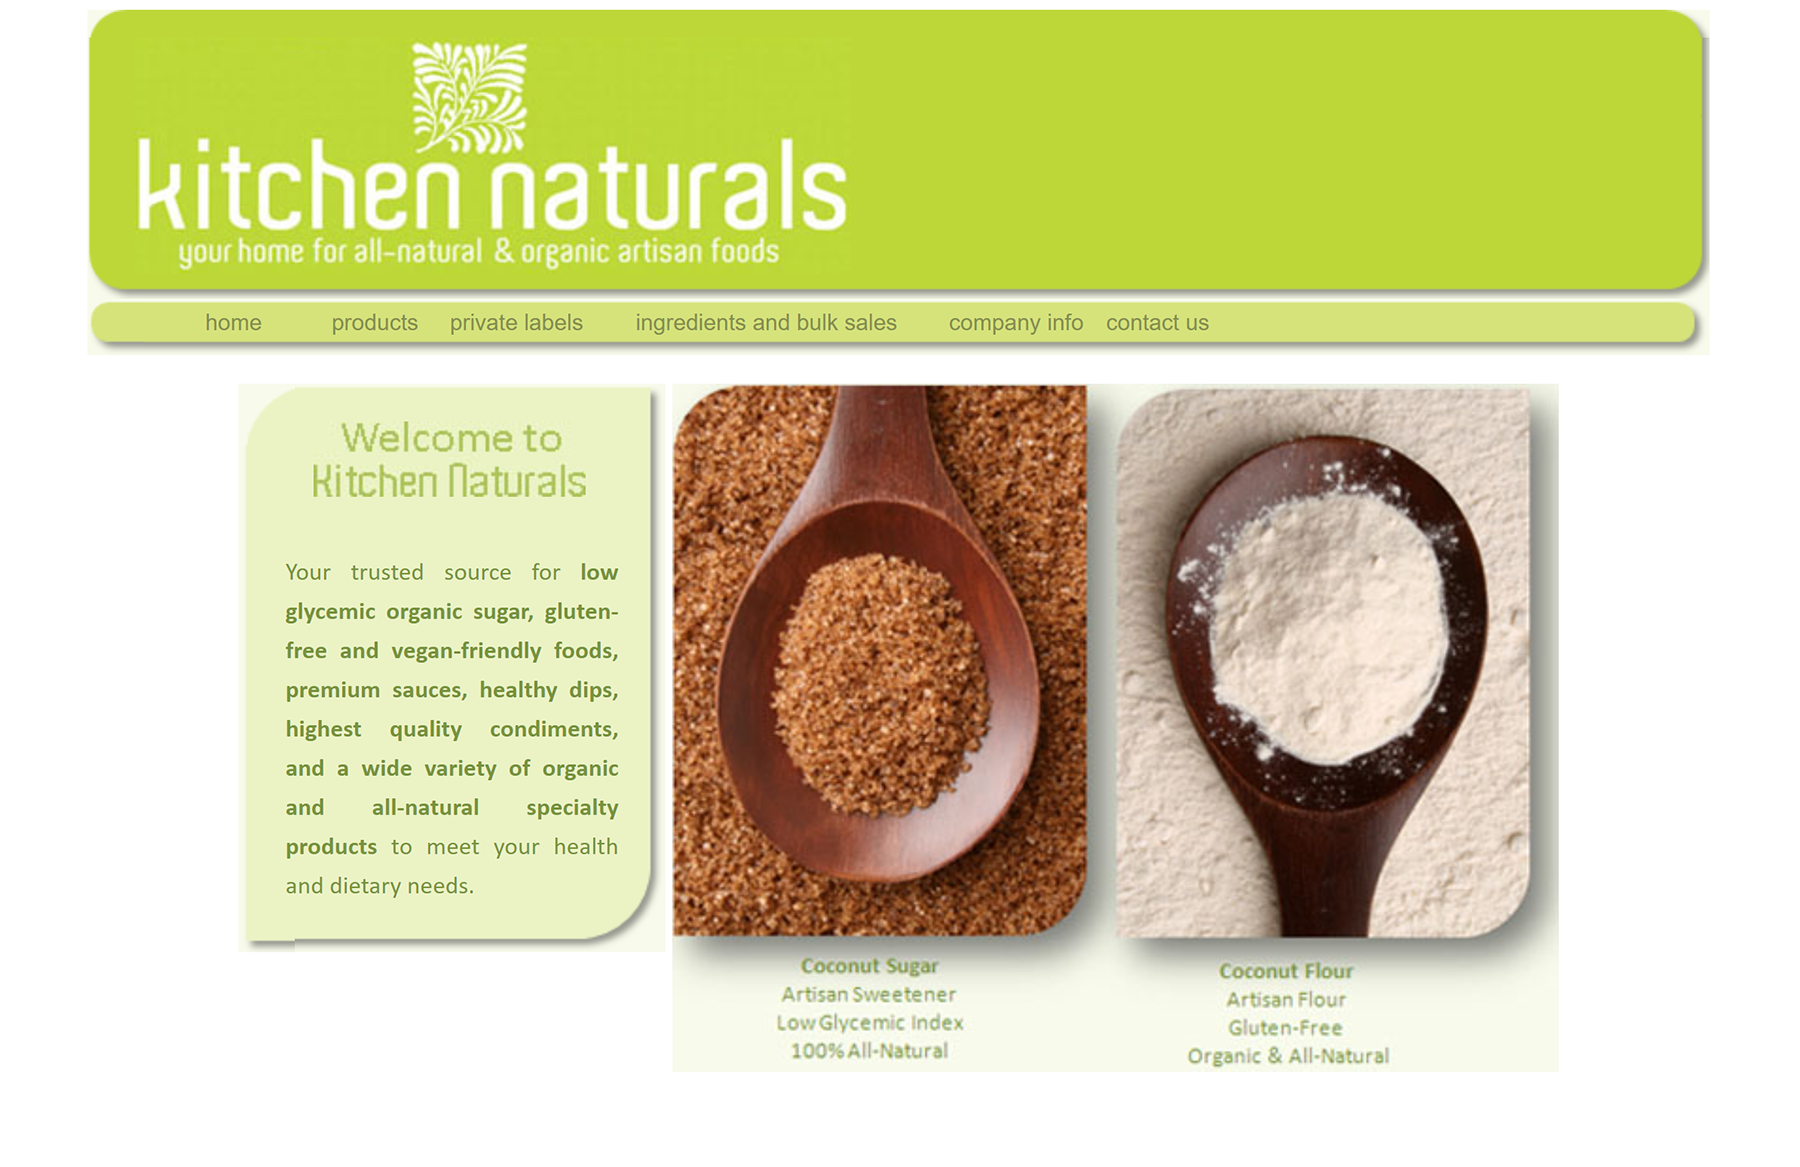 kitchen naturals
your home for all-natural & organic artisan foods
home products private labels ingredients and bulk sales company info contact us
Welcome to
Kitchen Naturals
Your trusted source for low
glycemic organic sugar, gluten-
free and vegan-friendly foods,
premium sauces, healthy dips,
highest quality condiments,
and a wide variety of organic
and all-natural specialty
products to meet your health
and dietary needs.
Coconut Sugar
Artisan Sweetener
Low Glycemic Index
100% All-Natural
Coconut Flour
Artisan Flour
Gluten-Free
Organic & All-Natural